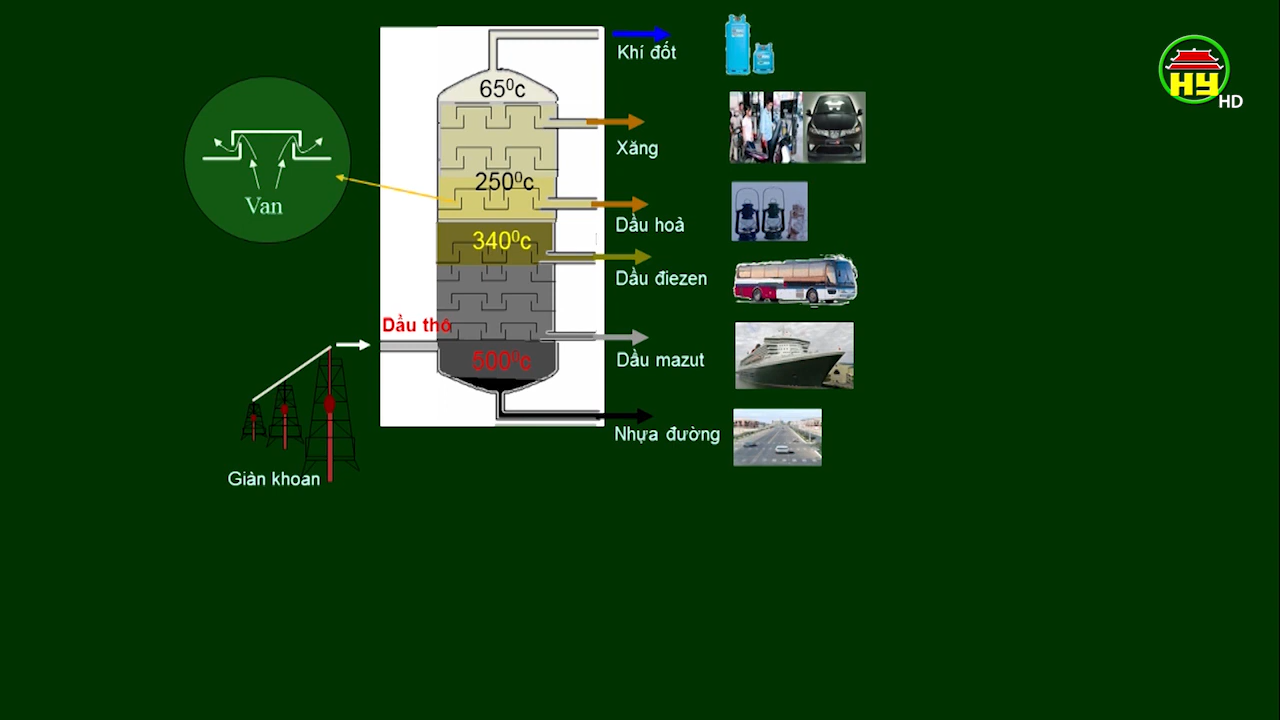 Khí đốt
65⁰c
HY
HD
Xăng
250⁰c
Van
Dầu hoả
340⁰c
Dầu điezen
Dầu thô
500⁰c
Dầu mazut
Nhựa đường
Giàn khoan